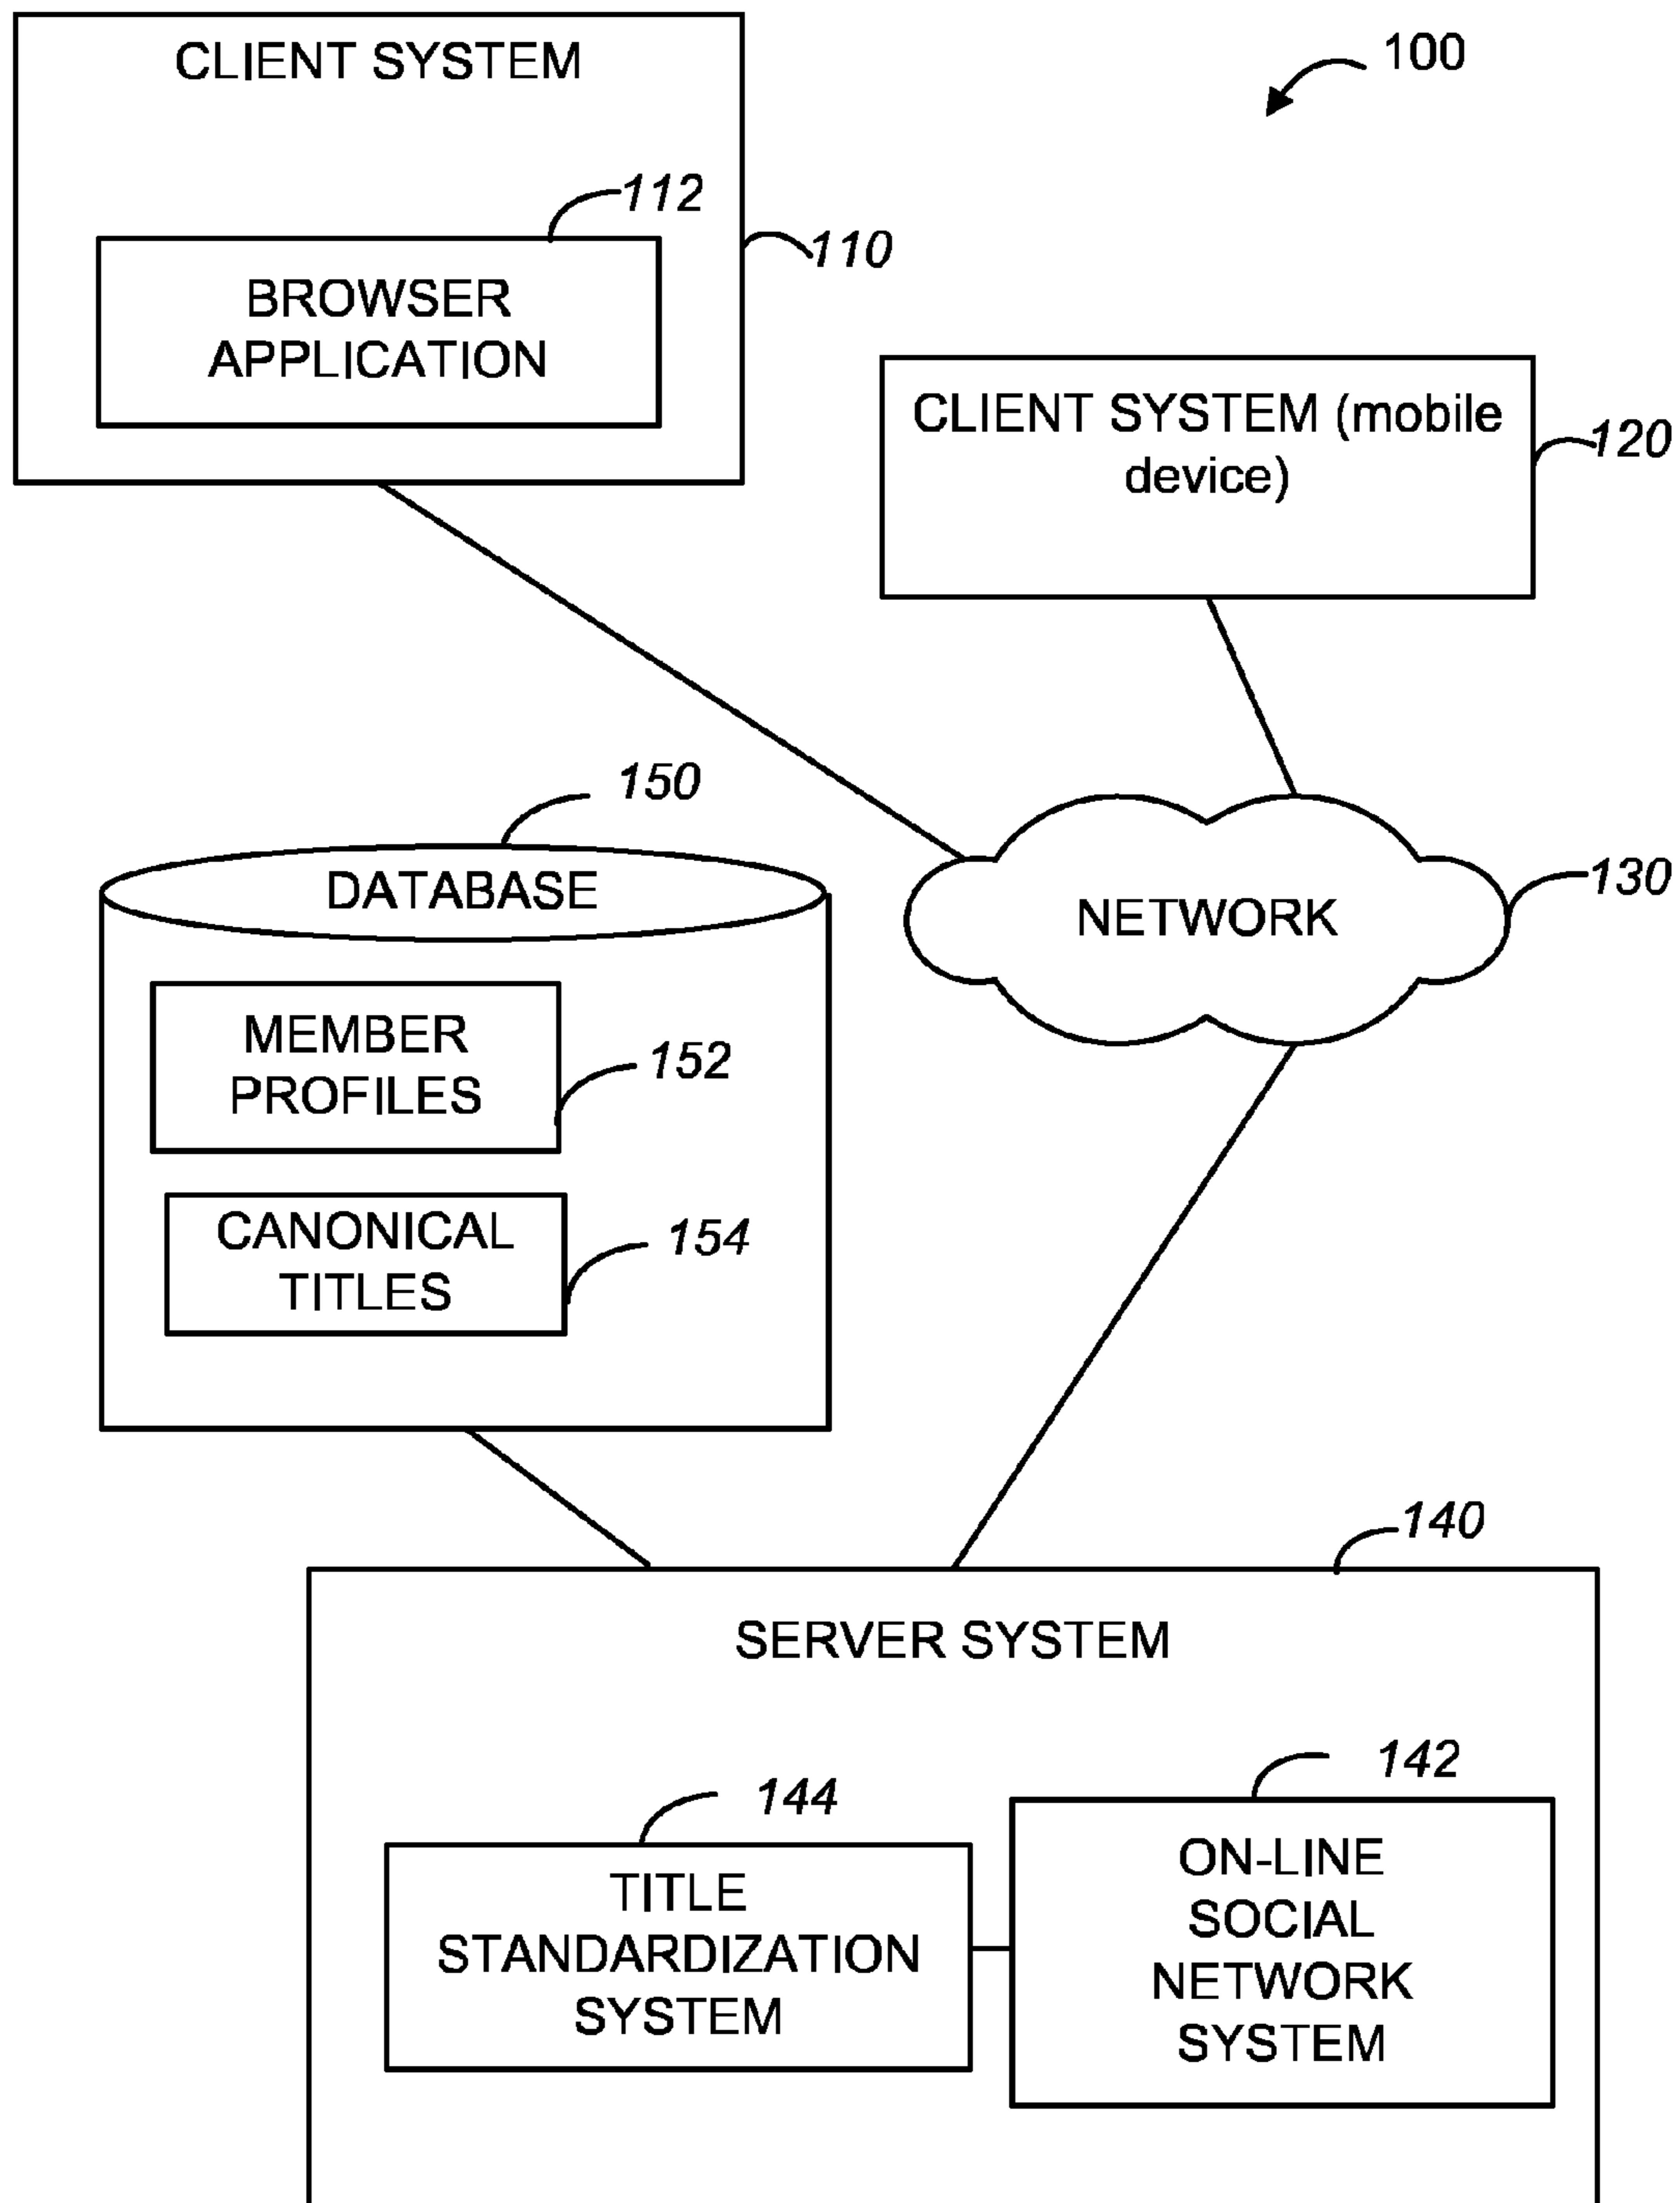 CLIENT SYSTEM
100
112
110
BROWSER
APPLICATION
CLIENT SYSTEM (mobile
device)
120
150
DATABASE
NETWORK
130
MEMBER
PROFILES
152
CANONICAL
TITLES
154
140
SERVER SYSTEM
144
142
TITLE
STANDARDIZATION
SYSTEM
ON-LINE
SOCIAL
NETWORK
SYSTEM